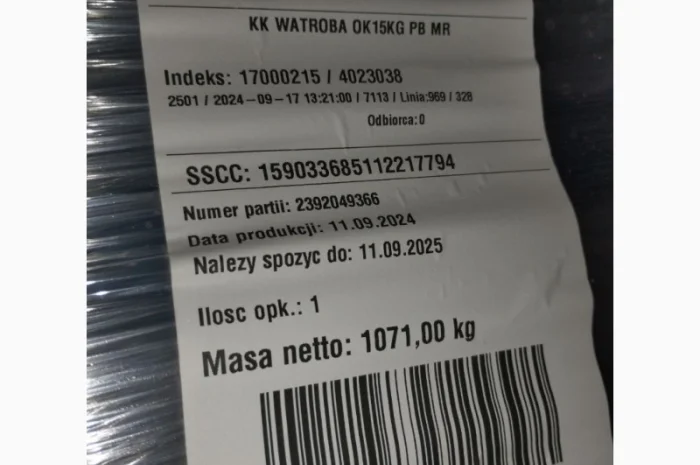 KK WATROBA OK15KG PB MR
Indeks: 17000215 / 4023038
2501 / 2024-09-17 13:21:00 / 7113 / Linia:969 / 328
Odbiorca:0
SSCC: 159033685112217794
Numer partii: 2392049366
Data produkcji: 11.09.2024
Nalezy spozyc do: 11.09.2025
Ilosc opk.: 1
Masa netto: 1071,00 kg